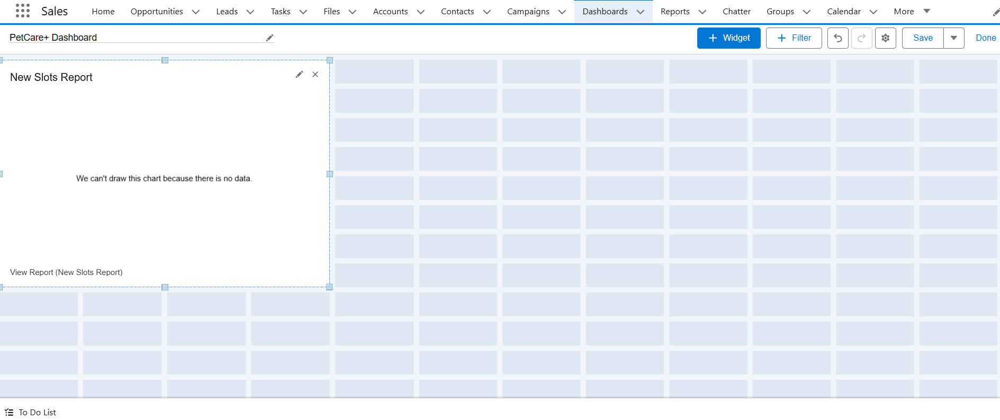 Sales Home Opportunities Leads Tasks Files Accounts Contacts Campaigns Dashboards Reports Chatter Groups Calendar More
PetCare+ Dashboard + Widget + Filter Save Done
New Slots Report
We can't draw this chart because there is no data.
View Report (New Slots Report)
To Do List